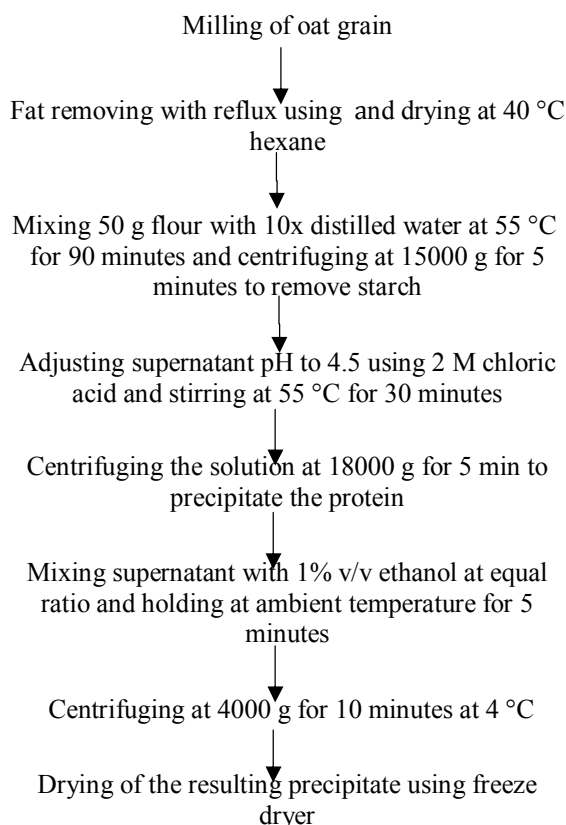 Milling of oat grain
Fat removing with reflux using  and drying at 40 °C
hexane
Mixing 50 g flour with 10x distilled water at 55 °C
for 90 minutes and centrifuging at 15000 g for 5
minutes to remove starch
Adjusting supernatant pH to 4.5 using 2 M chloric
acid and stirring at 55 °C for 30 minutes
Centrifuging the solution at 18000 g for 5 min to
precipitate the protein
Mixing supernatant with 1% v/v ethanol at equal
ratio and holding at ambient temperature for 5
minutes
Centrifuging at 4000 g for 10 minutes at 4 °C
Drying of the resulting precipitate using freeze
dryer